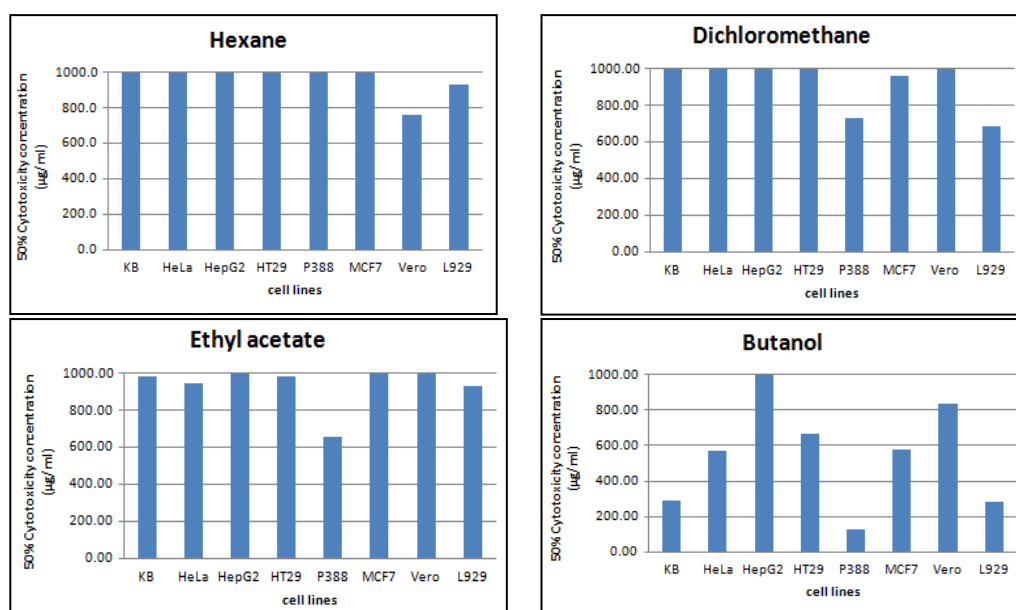 Hexane
50% Cytotoxicity concentration
(µg/ml)
1000.0
800.0
600.0
400.0
200.0
0.0
KB HeLa HepG2 HT29 P388 MCF7 Vero L929
cell lines
Dichloromethane
50% Cytotoxicity concentration
(µg/ml)
1000.00
800.00
600.00
400.00
200.00
0.00
KB HeLa HepG2 HT29 P388 MCF7 Vero L929
cell lines
Ethyl acetate
50% Cytotoxicity concentration
(µg/ml)
1000.00
800.00
600.00
400.00
200.00
0.00
KB HeLa HepG2 HT29 P388 MCF7 Vero L929
cell lines
Butanol
50% Cytotoxicity concentration
(µg/ml)
1000.00
800.00
600.00
400.00
200.00
0.00
KB HeLa HepG2 HT29 P388 MCF7 Vero L929
cell lines